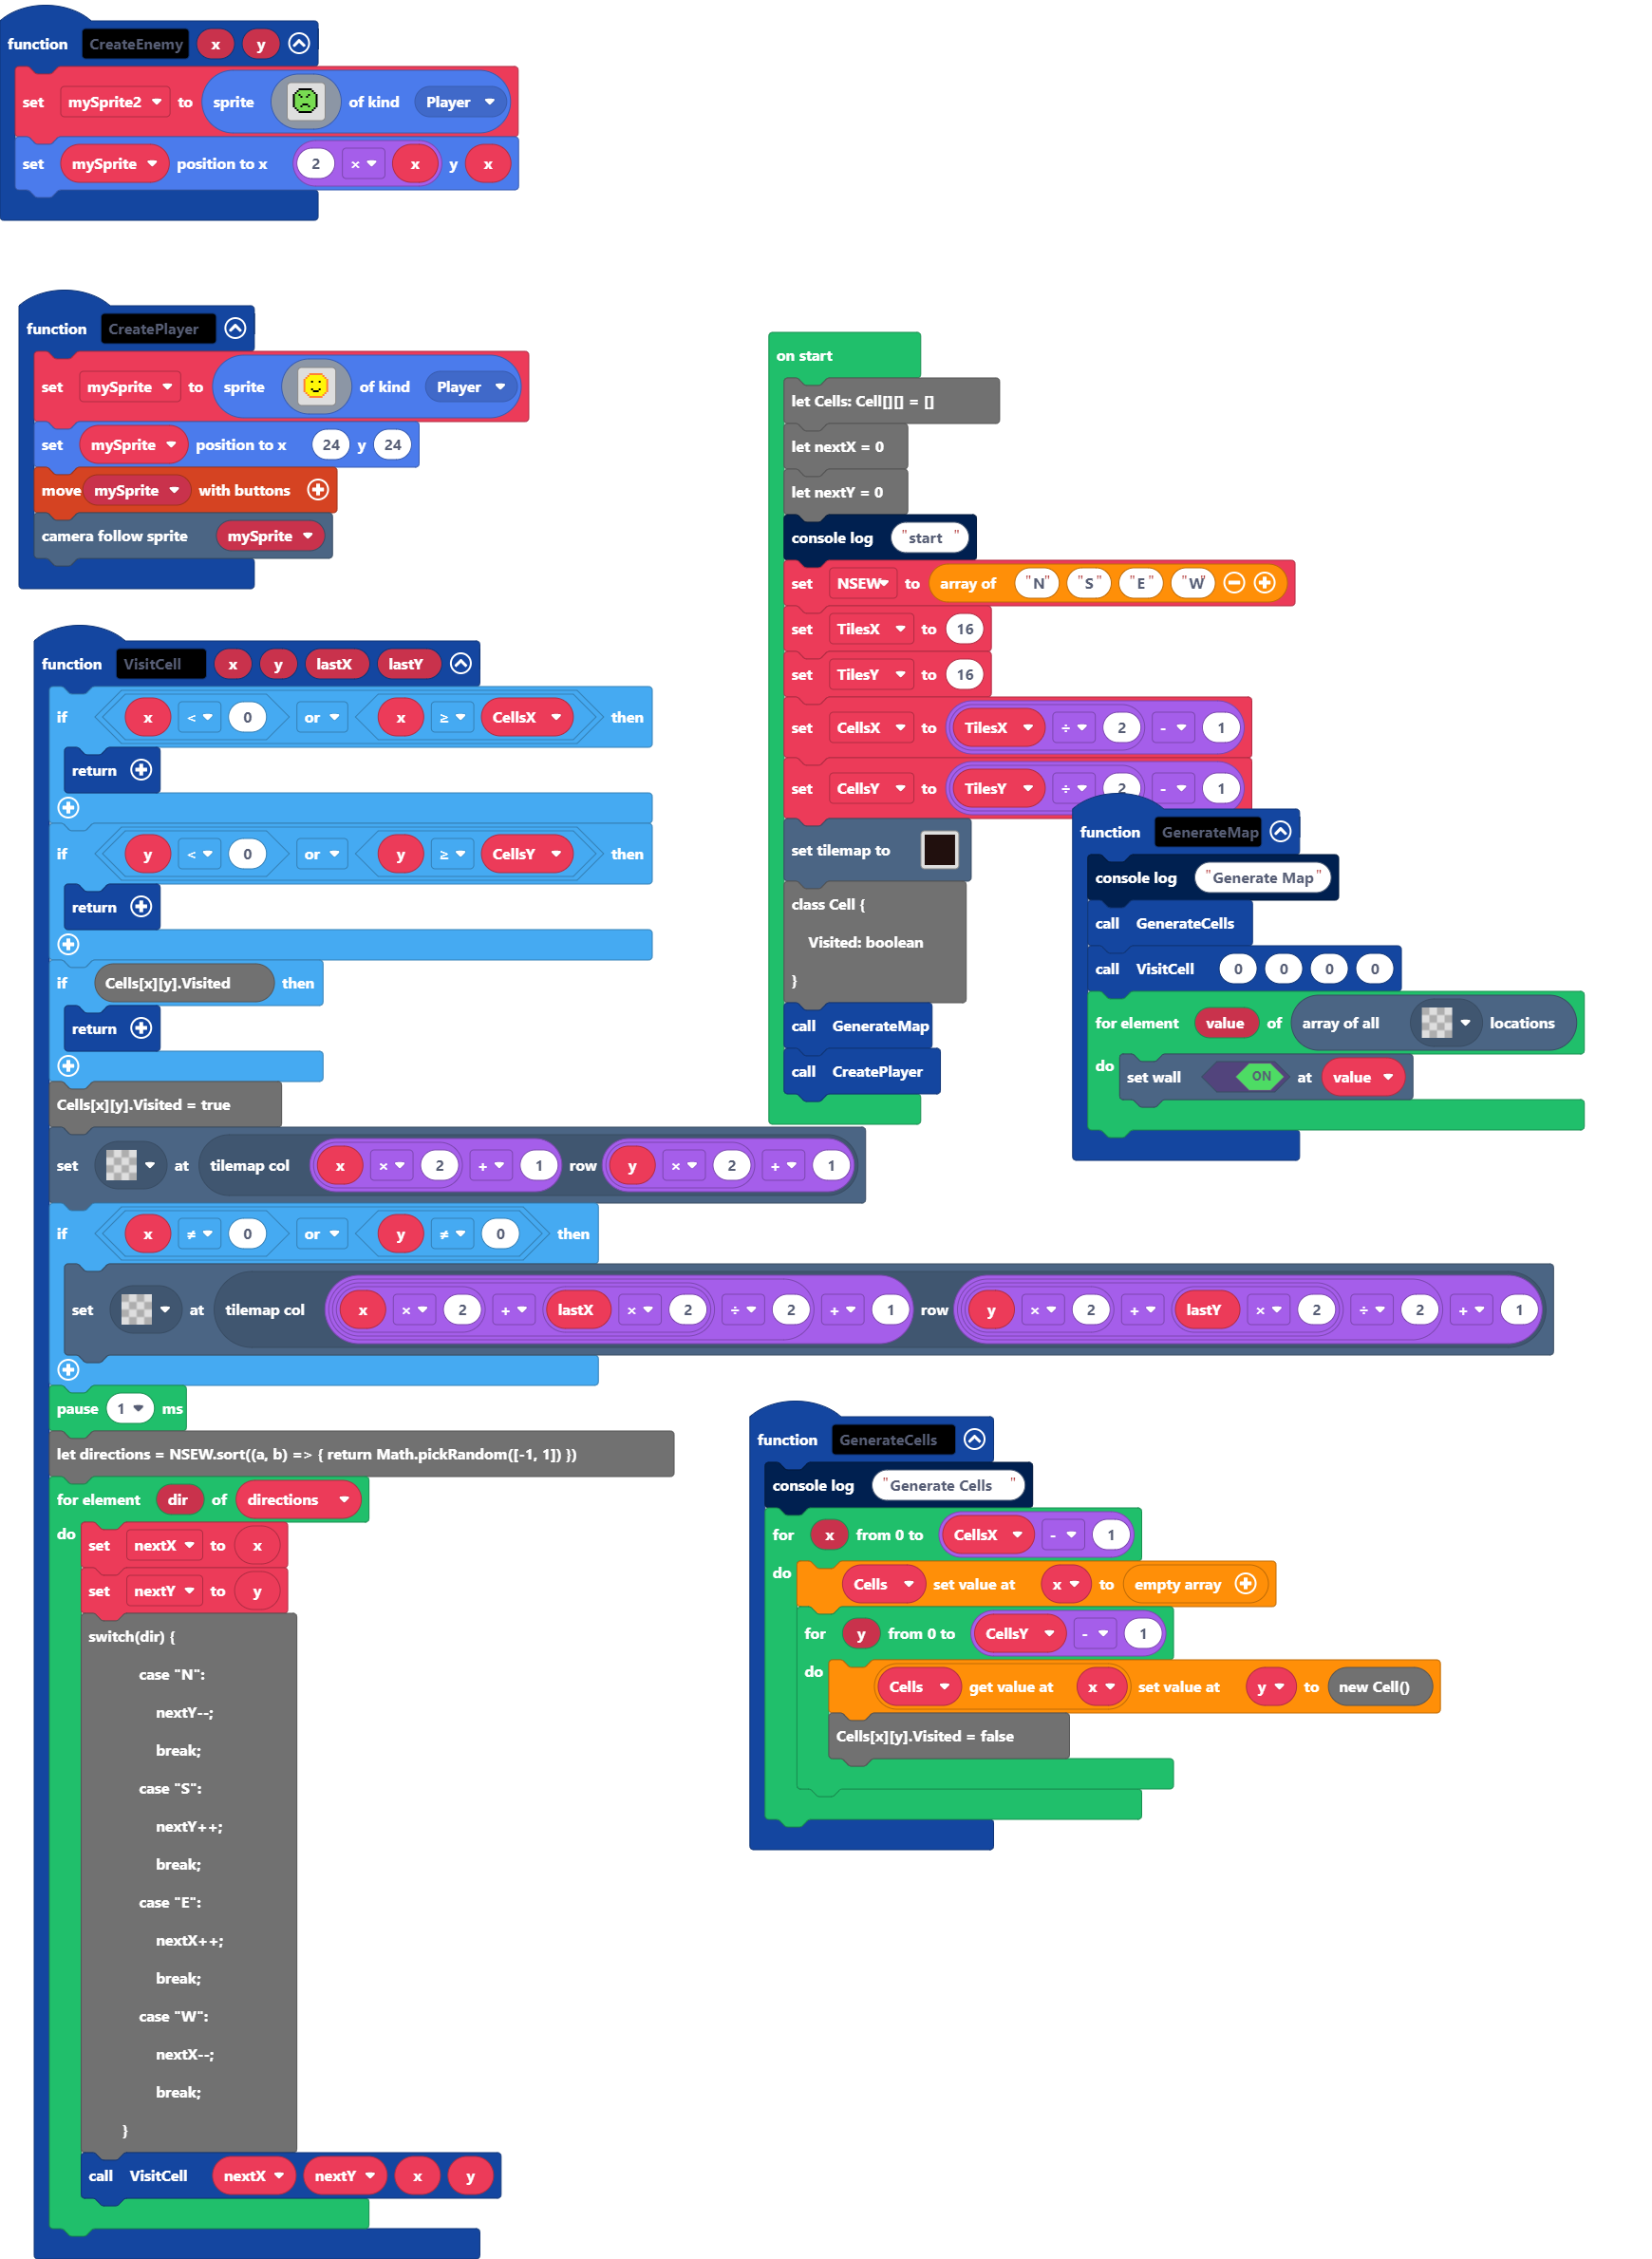 function CreateEnemy x y
set mySprite2 to sprite of kind Player
set mySprite position to x 2 × x y x
function CreatePlayer
set mySprite to sprite of kind Player
set mySprite position to x 24 y 24
move mySprite with buttons
camera follow sprite mySprite
function VisitCell x y lastX lastY
if x < 0 or x ≥ CellsX then
return
if y < 0 or y ≥ CellsY then
return
if Cells[x][y].Visited then
return
Cells[x][y].Visited = true
set at tilemap col x × 2 + 1 row y × 2 + 1
if x ≠ 0 or y ≠ 0 then
set at tilemap col x × 2 + lastX × 2 ÷ 2 + 1 row y × 2 + lastY × 2 ÷ 2 + 1
pause 1 ms
let directions = NSEW.sort((a, b) => { return Math.pickRandom([-1, 1]) })
for element dir of directions
do
set nextX to x
set nextY to y
switch(dir) {
case "N":
nextY--;
break;
case "S":
nextY++;
break;
case "E":
nextX++;
break;
case "W":
nextX--;
break;
}
call VisitCell nextX nextY x y
on start
let Cells: Cell[][] = []
let nextX = 0
let nextY = 0
console log "start "
set NSEW to array of "N" "S" "E" "W"
set TilesX to 16
set TilesY to 16
set CellsX to TilesX ÷ 2 - 1
set CellsY to TilesY ÷ 2 - 1
set tilemap to
class Cell {
Visited: boolean
}
call GenerateMap
call CreatePlayer
function GenerateMap
console log "Generate Map"
call GenerateCells
call VisitCell 0 0 0 0
for element value of array of all locations
do set wall ON at value
function GenerateCells
console log "Generate Cells "
for x from 0 to CellsX - 1
do Cells set value at x to empty array
for y from 0 to CellsY - 1
do Cells get value at x set value at y to new Cell()
Cells[x][y].Visited = false